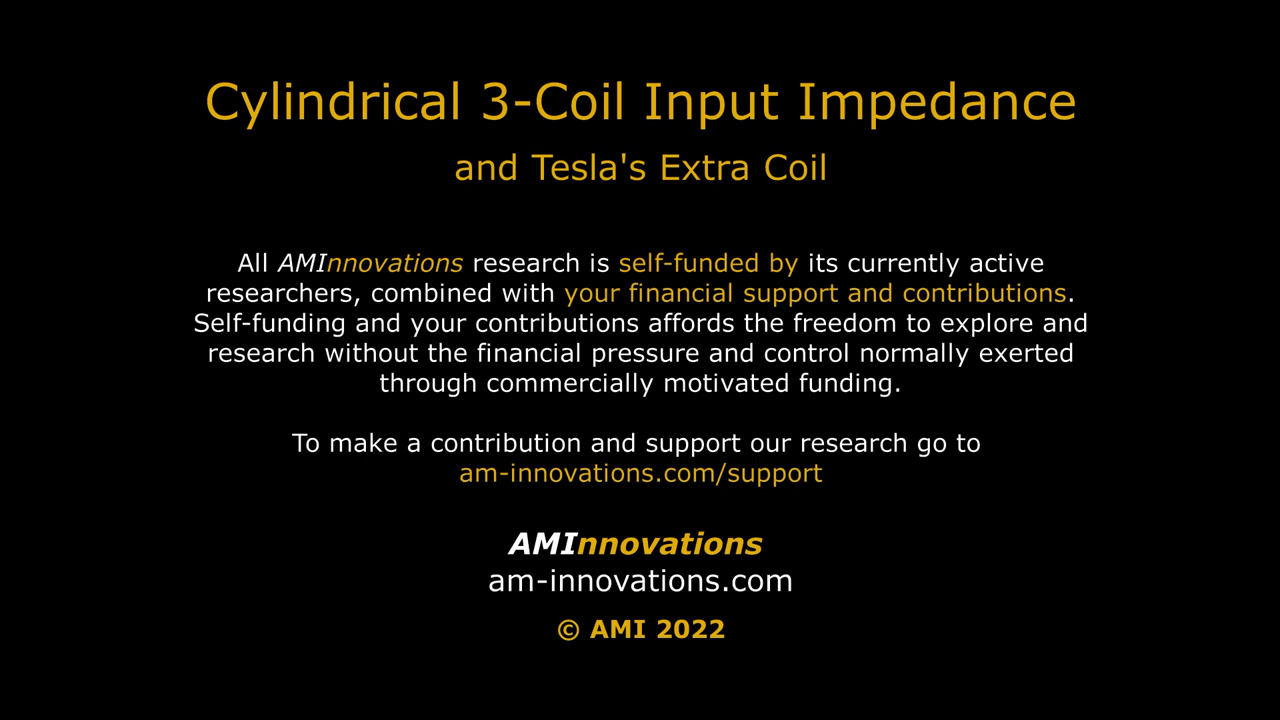 Cylindrical 3-Coil Input Impedance
and Tesla's Extra Coil
All AMInnovations research is self-funded by its currently active
researchers, combined with your financial support and contributions.
Self-funding and your contributions affords the freedom to explore and
research without the financial pressure and control normally exerted
through commercially motivated funding.
To make a contribution and support our research go to
am-innovations.com/support
AMInnovations
am-innovations.com
© AMI 2022